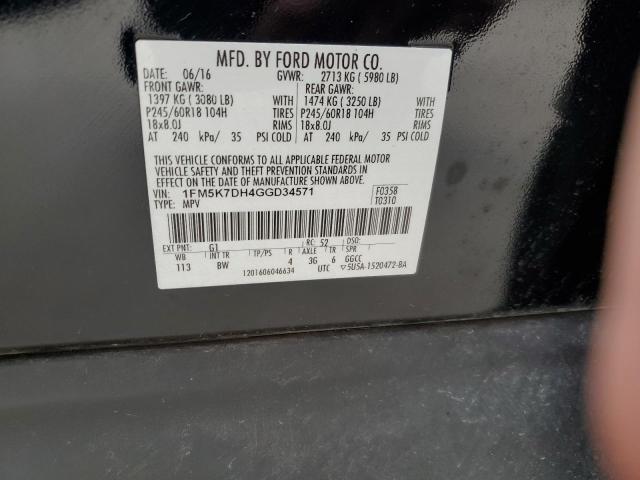 MFD. BY FORD MOTOR CO.
DATE: 06/16 GVWR: 2713 KG ( 5980 LB)
FRONT GAWR: REAR GAWR:
1397 KG ( 3080 LB) WITH 1474 KG ( 3250 LB) WITH
P245/60R18 104H TIRES P245/60R18 104H TIRES
18x8.0J RIMS 18x8.0J RIMS
AT 240 kPa/ 35 PSI COLD AT 240 kPa/ 35 PSI COLD
THIS VEHICLE CONFORMS TO ALL APPLICABLE FEDERAL MOTOR
VEHICLE SAFETY AND THEFT PREVENTION STANDARDS IN
EFFECT ON THE DATE OF MANUFACTURE SHOWN ABOVE.
VIN: 1FM5K7DH4GGD34571 F0358
TYPE: MPV T0310
EXT PNT: G1 RC: 52 DSO:
WB INT TR TP/PS R AXLE TR SPR
113 BW 4 3G 6 GGCC
1201606046634 UTC ▽5U5A-1520472-BA